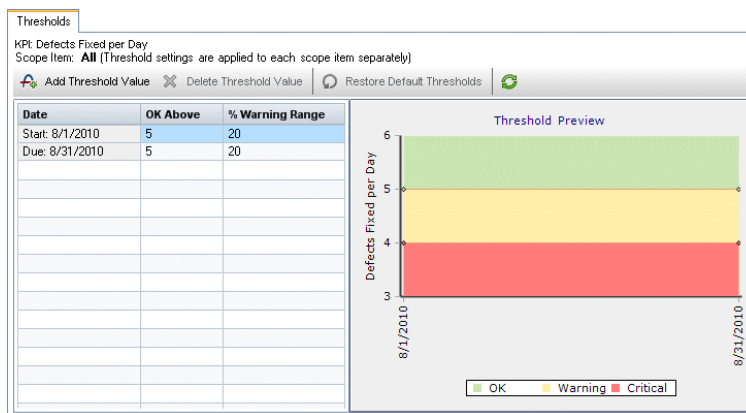 Thresholds
KPI: Defects Fixed per Day
Scope Item: All (Threshold settings are applied to each scope item separately)
Add Threshold Value Delete Threshold Value Restore Default Thresholds
Date OK Above % Warning Range
Start: 8/1/2010 5 20
Due: 8/31/2010 5 20
Threshold Preview
Defects Fixed per Day
6
5
4
3
8/1/2010
8/31/2010
OK Warning Critical